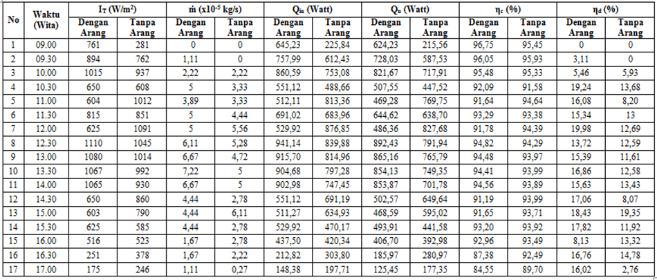 No Waktu (Wita) I_T (W/m²) ṁ (x10⁻⁵ kg/s) Q_in (Watt) Q_u (Watt) η_c (%) η_d (%)
Dengan Arang Tanpa Arang Dengan Arang Tanpa Arang Dengan Arang Tanpa Arang Dengan Arang Tanpa Arang Dengan Arang Tanpa Arang Dengan Arang Tanpa Arang
1 09.00 761 281 0 0 645,23 225,84 624,23 215,56 96,75 95,45 0 0
2 09.30 894 762 1,11 0 757,99 612,43 728,03 587,53 96,05 95,93 3,11 0
3 10.00 1015 937 2,22 2,22 860,59 753,08 821,67 717,91 95,48 95,33 5,46 5,93
4 10.30 650 608 5 3,33 551,12 488,66 507,55 447,52 92,09 91,58 19,24 13,68
5 11.00 604 1012 3,89 3,33 512,11 813,36 469,28 769,75 91,64 94,64 16,08 8,20
6 11.30 815 851 5 4,44 691,02 683,96 644,62 638,70 93,29 93,38 15,34 13
7 12.00 625 1091 5 5,56 529,92 876,85 486,36 827,68 91,78 94,39 19,98 12,69
8 12.30 1110 1045 6,11 5,28 941,14 839,88 892,43 791,94 94,82 94,29 13,72 12,59
9 13.00 1080 1014 6,67 4,72 915,70 814,96 865,16 765,79 94,48 93,97 15,39 11,61
10 13.30 1067 992 7,22 5 904,68 797,28 854,13 749,35 94,41 93,99 16,86 12,58
11 14.00 1065 930 6,67 5 902,98 747,45 853,87 701,78 94,56 93,89 15,63 13,43
12 14.30 650 860 4,44 2,78 551,12 691,19 502,57 649,64 91,19 93,99 17,06 8,07
13 15.00 603 790 4,44 6,11 511,27 634,93 468,59 595,02 91,65 93,71 18,43 19,35
14 15.30 625 585 4,44 2,78 529,92 470,17 493,91 441,58 93,20 93,92 17,82 11,92
15 16.00 516 523 1,67 2,78 437,50 420,34 406,70 392,98 92,96 93,49 8,13 13,32
16 16.30 251 378 1,67 2,22 212,82 303,80 185,97 280,97 87,38 92,49 16,76 14,78
17 17.00 175 246 1,11 0,27 148,38 197,71 125,45 177,35 84,55 89,70 16,02 2,76